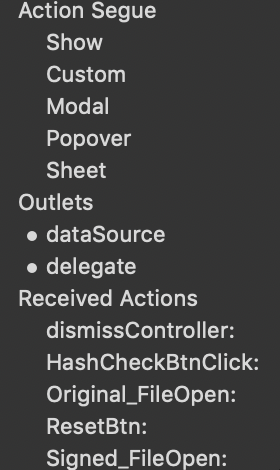 Action Segue
Show
Custom
Modal
Popover
Sheet
Outlets
• dataSource
• delegate
Received Actions
dismissController:
HashCheckBtnClick:
Original_FileOpen:
ResetBtn:
Signed_FileOpen: